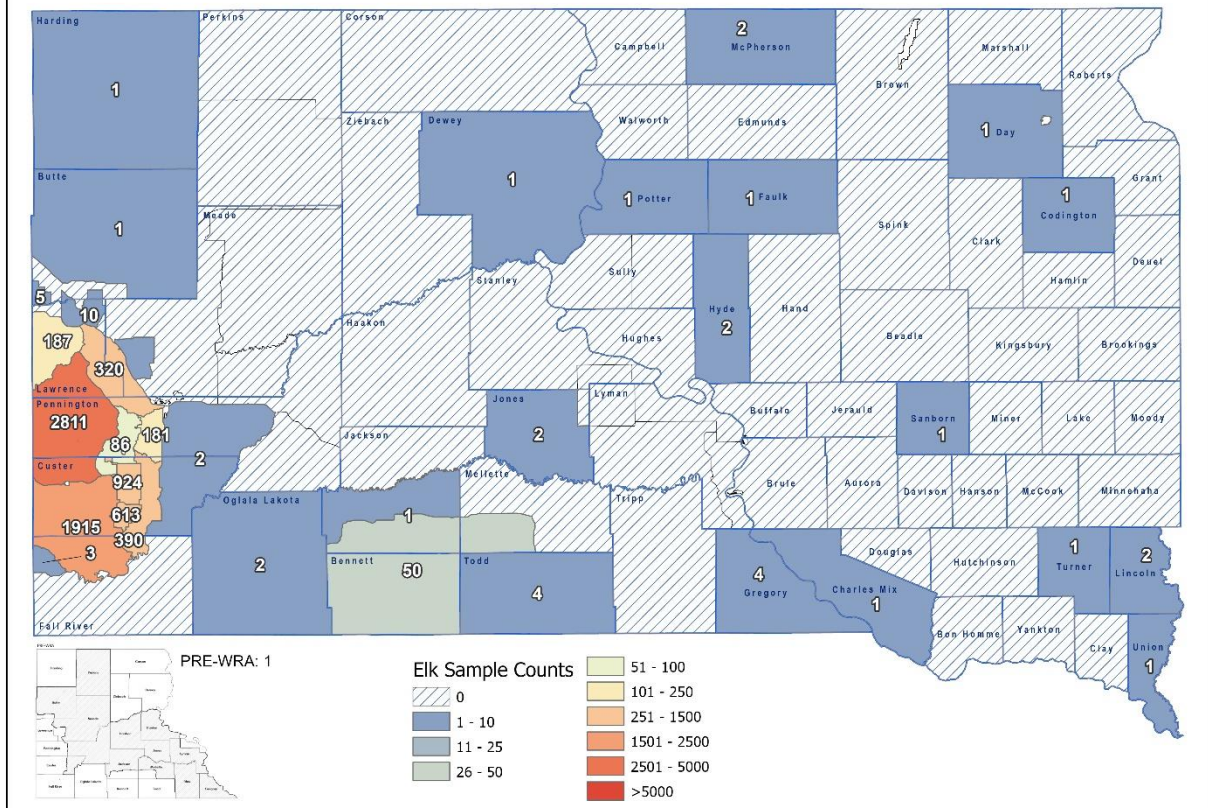 Harding
Perkins
Corson
Campbell
2
McPherson
Brown
Marshall
Roberts
1
Ziebach
Dewey
Walworth
Edmunds
1 Day
Grant
Butte
1
1
1 Potter
1 Faulk
Spink
Clark
1
Codington
Meade
Stanley
Sully
Hyde
2
Hand
Hamlin
Deuel
5
10
187
320
Haakon
Hughes
Beadle
Kingsbury
Brookings
Lawrence
Pennington
2811
86
181
2
Jackson
Jones
2
Lyman
Buffalo
Jerauld
Sanborn
1
Miner
Lake
Moody
Custer
924
613
1915
390
3
Oglala Lakota
2
Mellette
1
Tripp
Brule
Aurora
Davison
Hanson
McCook
Minnehaha
Bennett
50
Todd
4
4
Gregory
Charles Mix
1
Douglas
Hutchinson
1
Turner
2
Lincoln
Fall River
Bon Homme
Yankton
Clay
Union
1
PRE-WRA
PRE-WRA: 1
Elk Sample Counts
0
1 - 10
11 - 25
26 - 50
51 - 100
101 - 250
251 - 1500
1501 - 2500
2501 - 5000
>5000